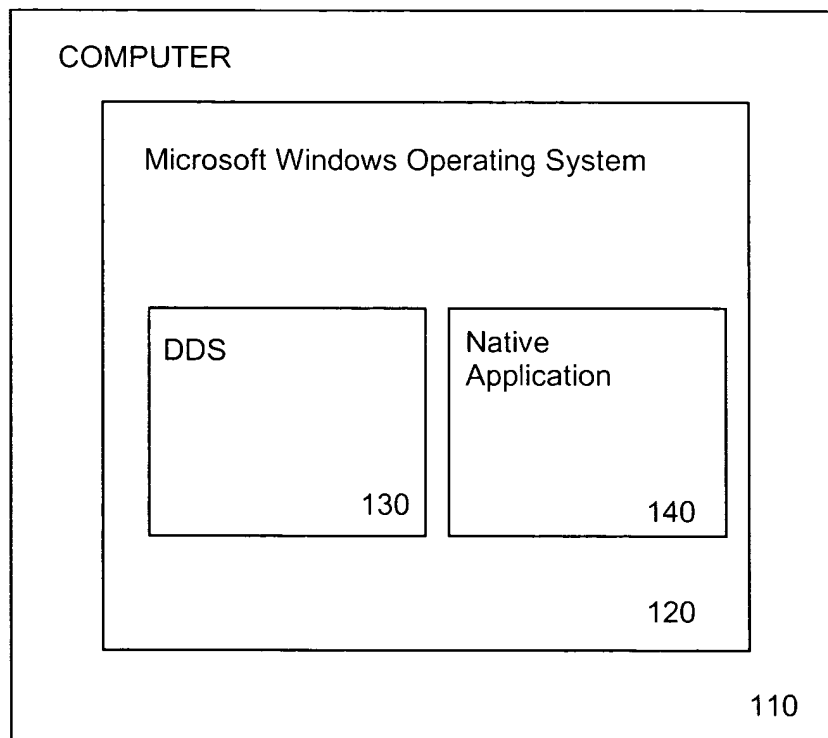 COMPUTER
Microsoft Windows Operating System
DDS
130
Native
Application
140
120
110